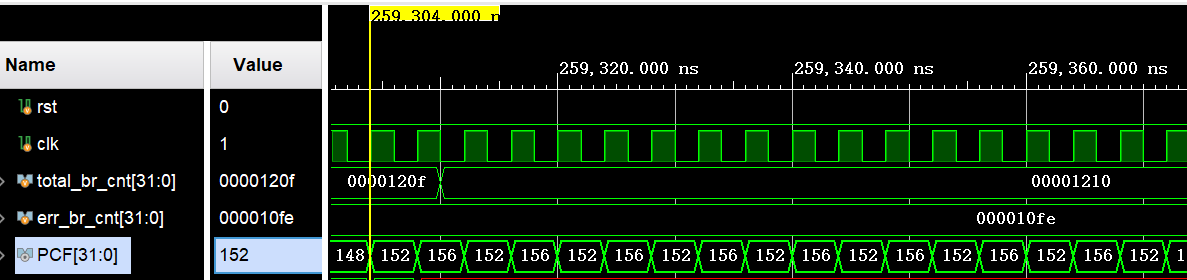 259,304.000 n
Name Value
259,320.000 ns 259,340.000 ns 259,360.000 ns
rst 0
clk 1
total_br_cnt[31:0] 0000120f 0000120f 00001210
err_br_cnt[31:0] 000010fe 000010fe
PCF[31:0] 152 148 152 156 152 156 152 156 152 156 152 156 152 156 152 156 152 156 152 1